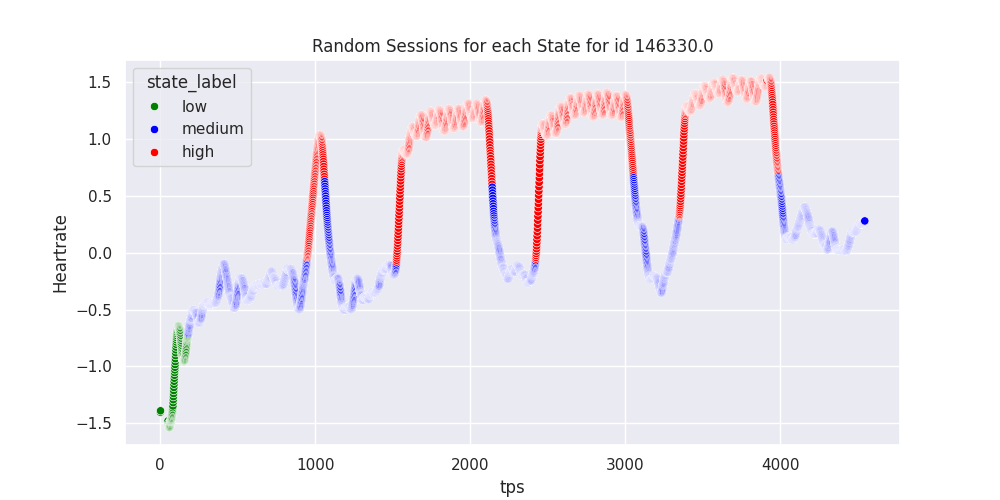 Random Sessions for each State for id 146330.0
state_label
low
medium
high
Heartrate
1.5
1.0
0.5
0.0
−0.5
−1.0
−1.5
0 1000 2000 3000 4000
tps